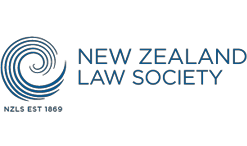 NEW ZEALAND
LAW SOCIETY
NZLS EST 1869